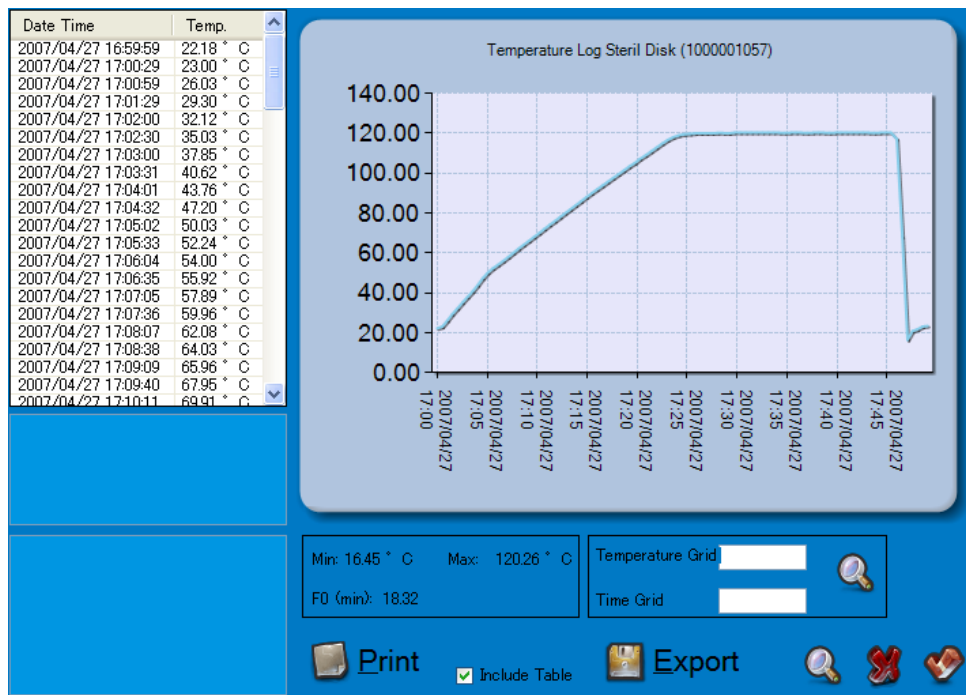 Date Time Temp.
2007/04/27 16:59:59 22.18 ° C
2007/04/27 17:00:29 23.00 ° C
2007/04/27 17:00:59 26.03 ° C
2007/04/27 17:01:29 29.30 ° C
2007/04/27 17:02:00 32.12 ° C
2007/04/27 17:02:30 35.03 ° C
2007/04/27 17:03:00 37.85 ° C
2007/04/27 17:03:31 40.62 ° C
2007/04/27 17:04:01 43.76 ° C
2007/04/27 17:04:32 47.20 ° C
2007/04/27 17:05:02 50.03 ° C
2007/04/27 17:05:33 52.24 ° C
2007/04/27 17:06:04 54.00 ° C
2007/04/27 17:06:35 55.92 ° C
2007/04/27 17:07:05 57.89 ° C
2007/04/27 17:07:36 59.96 ° C
2007/04/27 17:08:07 62.08 ° C
2007/04/27 17:08:38 64.03 ° C
2007/04/27 17:09:09 65.96 ° C
2007/04/27 17:09:40 67.95 ° C
2007/04/27 17:10:11 69.91 ° C
Temperature Log Steril Disk (1000001057)
140.00
120.00
100.00
80.00
60.00
40.00
20.00
0.00
2007/04/27
17:00
2007/04/27
17:05
2007/04/27
17:10
2007/04/27
17:15
2007/04/27
17:20
2007/04/27
17:25
2007/04/27
17:30
2007/04/27
17:35
2007/04/27
17:40
2007/04/27
17:45
Min: 16.45 ° C Max: 120.26 ° C
F0 (min): 18.32
Temperature Grid
Time Grid
Print
Include Table
Export